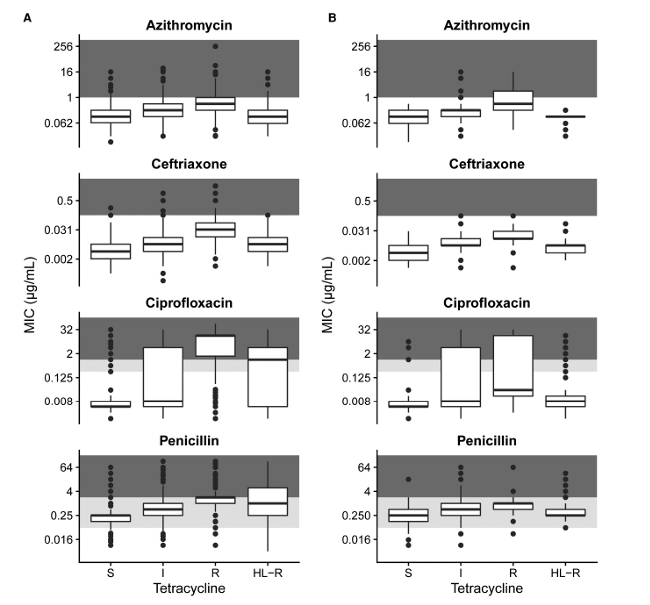 A
Azithromycin
256
16
1
0.062
Ceftriaxone
0.5
0.031
0.002
Ciprofloxacin
32
2
0.125
0.008
Penicillin
64
4
0.25
0.016
MIC (µg/mL)
S I R HL−R
Tetracycline
B
Azithromycin
256
16
1
0.062
Ceftriaxone
0.5
0.031
0.002
Ciprofloxacin
32
2
0.125
0.008
Penicillin
64
4
0.250
0.016
MIC (µg/mL)
S I R HL−R
Tetracycline